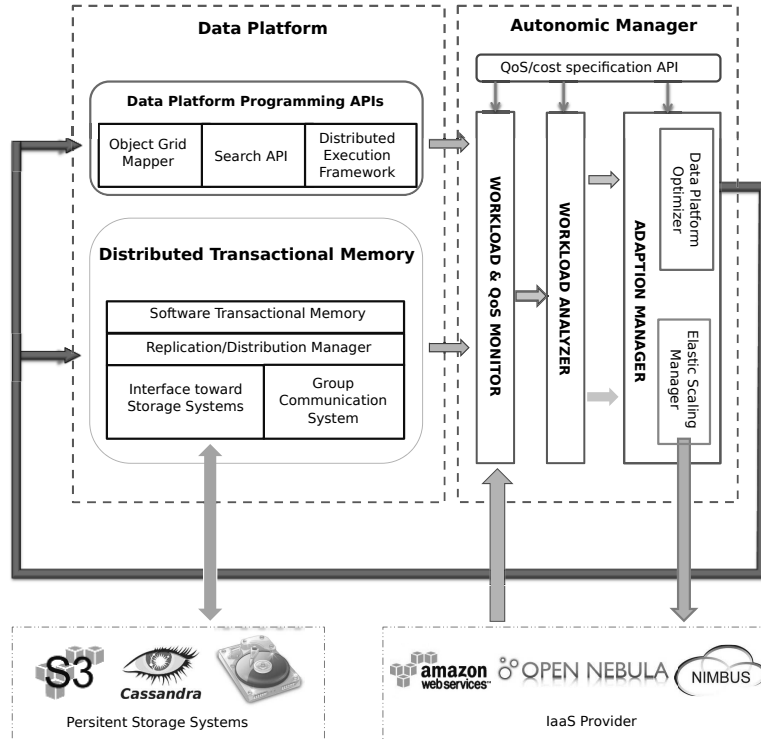 Data Platform
Autonomic Manager
QoS/cost specification API
Data Platform Programming APIs
Object Grid
Mapper
Search API
Distributed
Execution
Framework
Distributed Transactional Memory
Software Transactional Memory
Replication/Distribution Manager
Interface toward
Storage Systems
Group
Communication
System
WORKLOAD & QoS MONITOR
WORKLOAD ANALYZER
ADAPTION MANAGER
Data Platform
Optimizer
Elastic Scaling
Manager
S3
Cassandra
Persitent Storage Systems
amazon
webservices™
OPEN NEBULA
NIMBUS
IaaS Provider